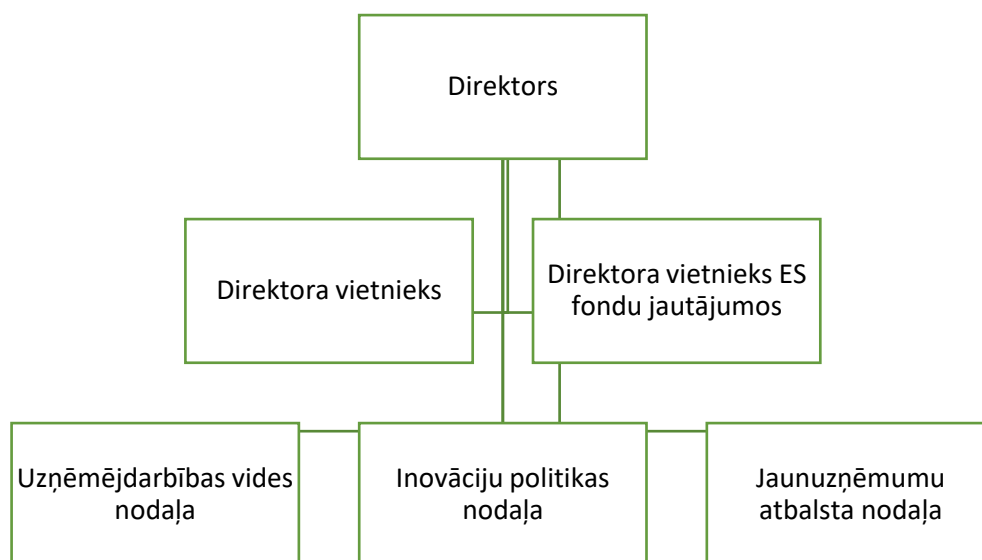 Direktors
Direktora vietnieks
Direktora vietnieks ES
fondu jautājumos
Uzņēmējdarbības vides
nodaļa
Inovāciju politikas
nodaļa
Jaunuzņēmumu
atbalsta nodaļa